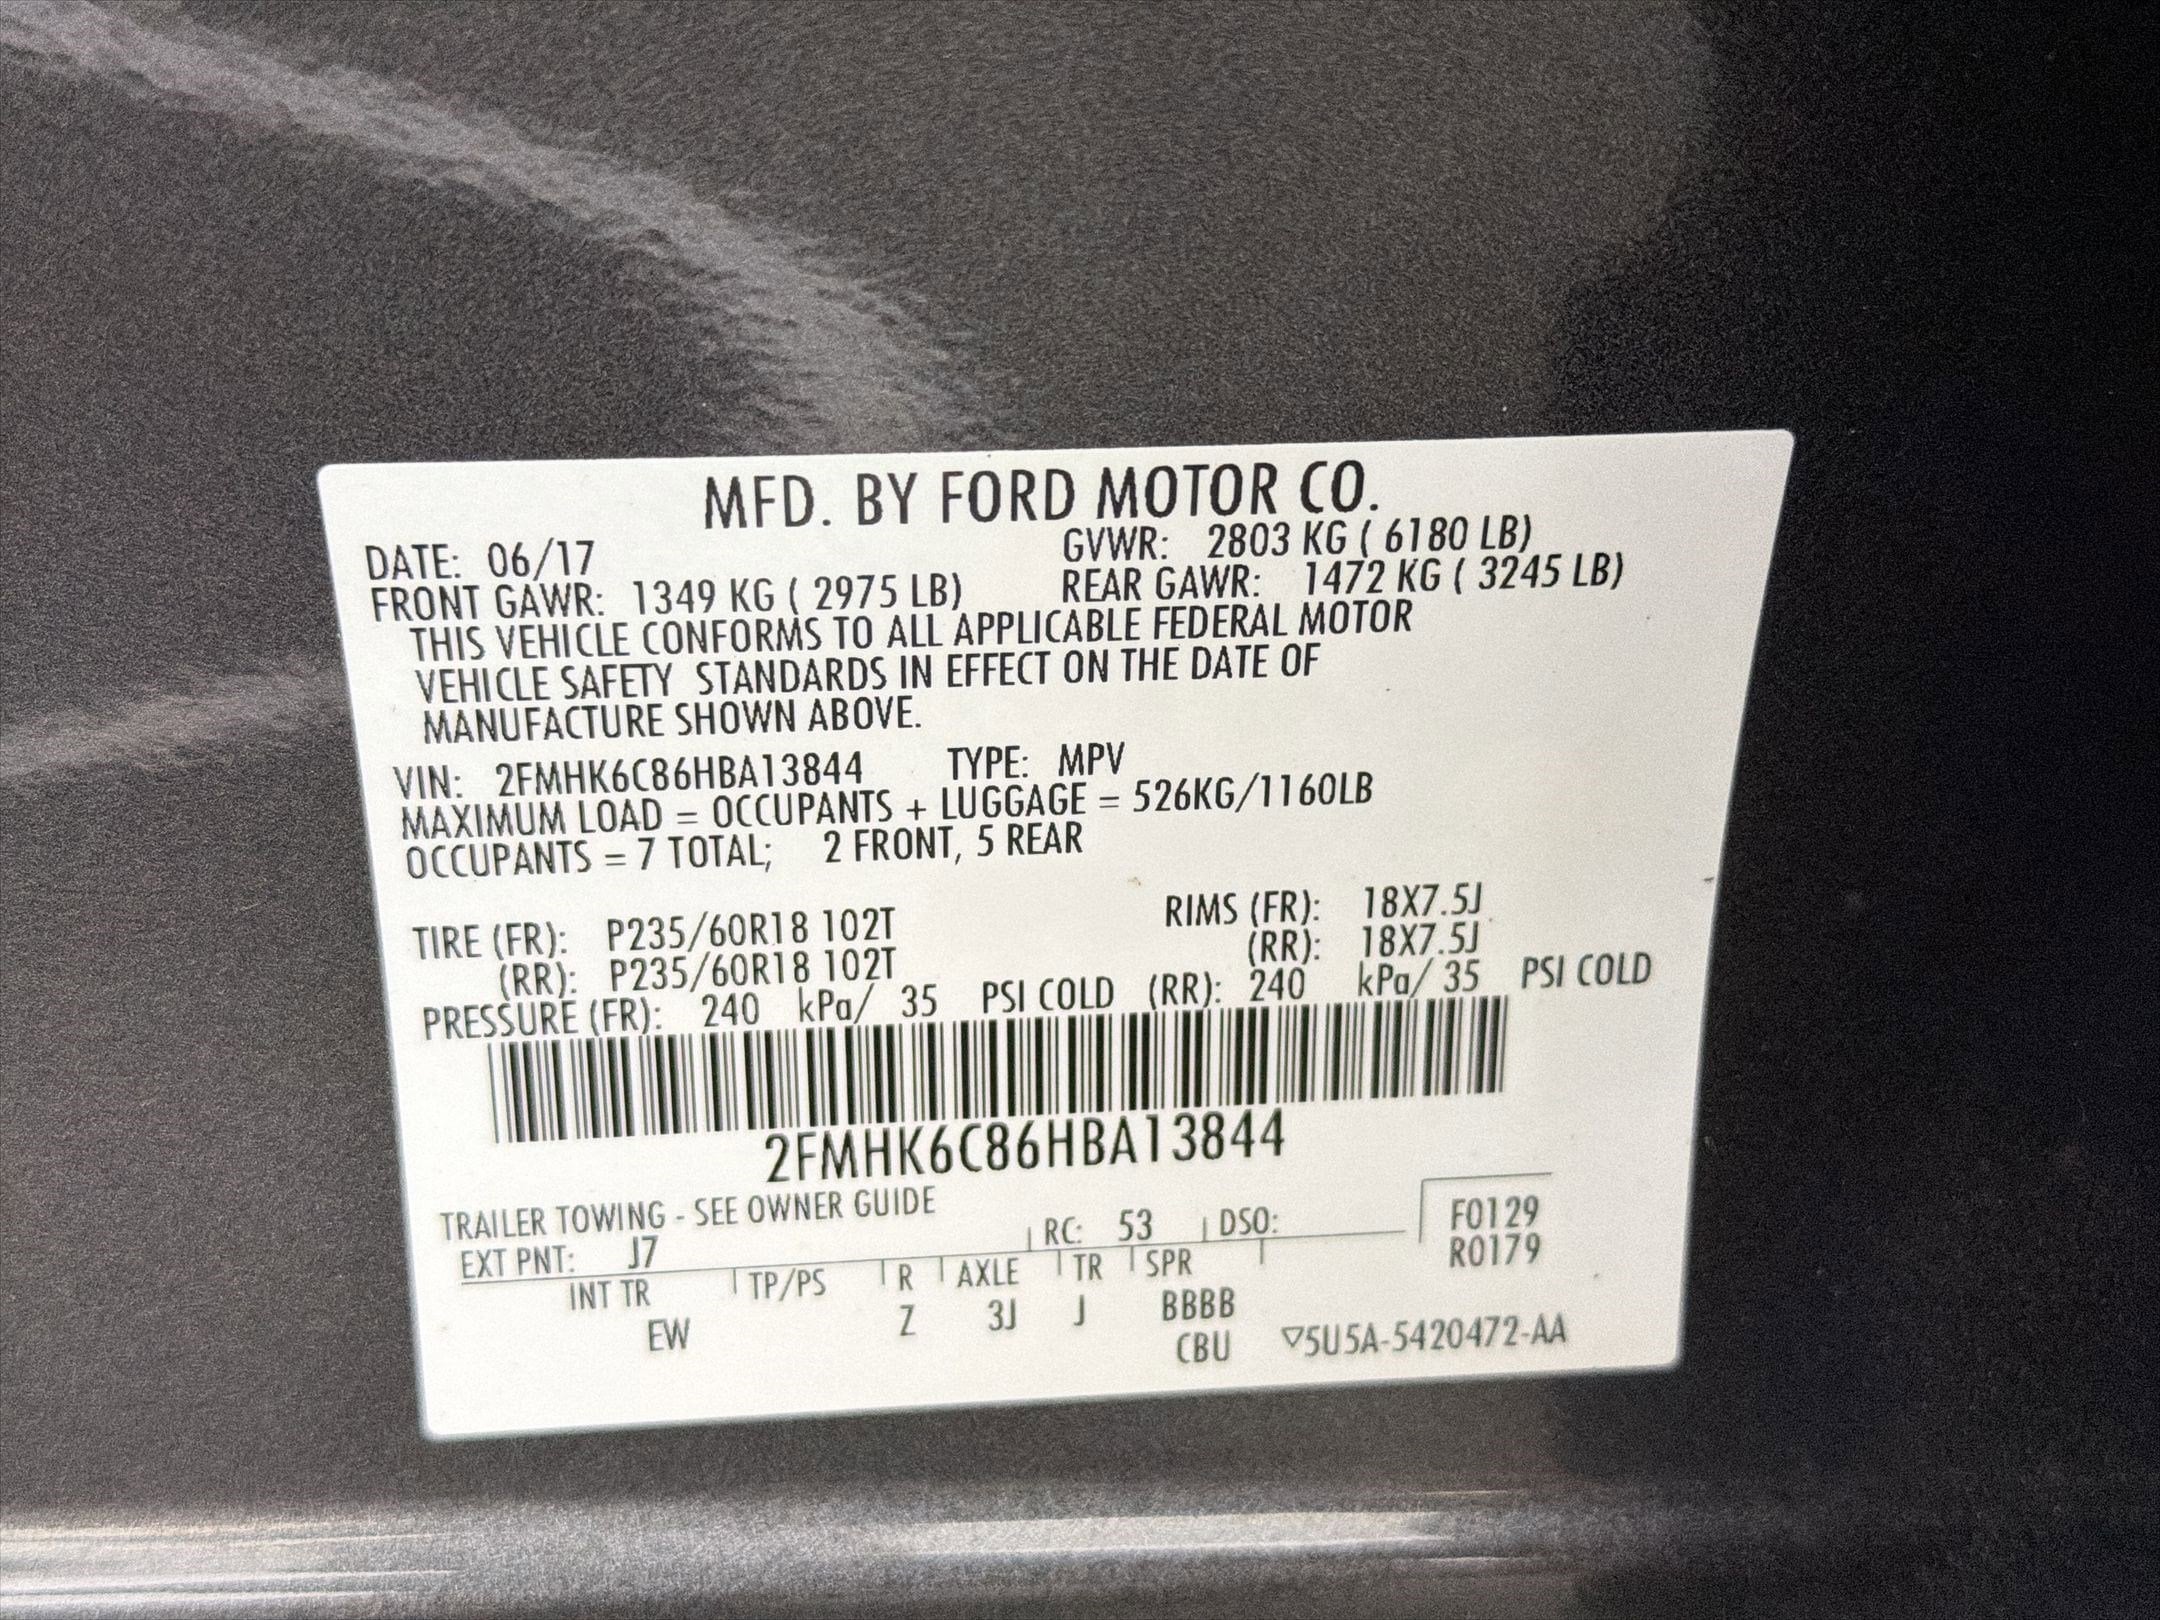 MFD. BY FORD MOTOR CO.
DATE: 06/17 GVWR: 2803 KG ( 6180 LB)
FRONT GAWR: 1349 KG ( 2975 LB) REAR GAWR: 1472 KG ( 3245 LB)
THIS VEHICLE CONFORMS TO ALL APPLICABLE FEDERAL MOTOR
VEHICLE SAFETY STANDARDS IN EFFECT ON THE DATE OF
MANUFACTURE SHOWN ABOVE.
VIN: 2FMHK6C86HBA13844 TYPE: MPV
MAXIMUM LOAD = OCCUPANTS + LUGGAGE = 526KG/1160LB
OCCUPANTS = 7 TOTAL; 2 FRONT, 5 REAR
TIRE (FR): P235/60R18 102T RIMS (FR): 18X7.5J
(RR): P235/60R18 102T (RR): 18X7.5J
PRESSURE (FR): 240 kPa/ 35 PSI COLD (RR): 240 kPa/ 35 PSI COLD
2FMHK6C86HBA13844
TRAILER TOWING - SEE OWNER GUIDE
EXT PNT: J7 RC: 53 DSO: F0129
R0179
INT TR TP/PS R AXLE TR SPR
EW Z 3J J BBBB
CBU ▽5U5A-5420472-AA